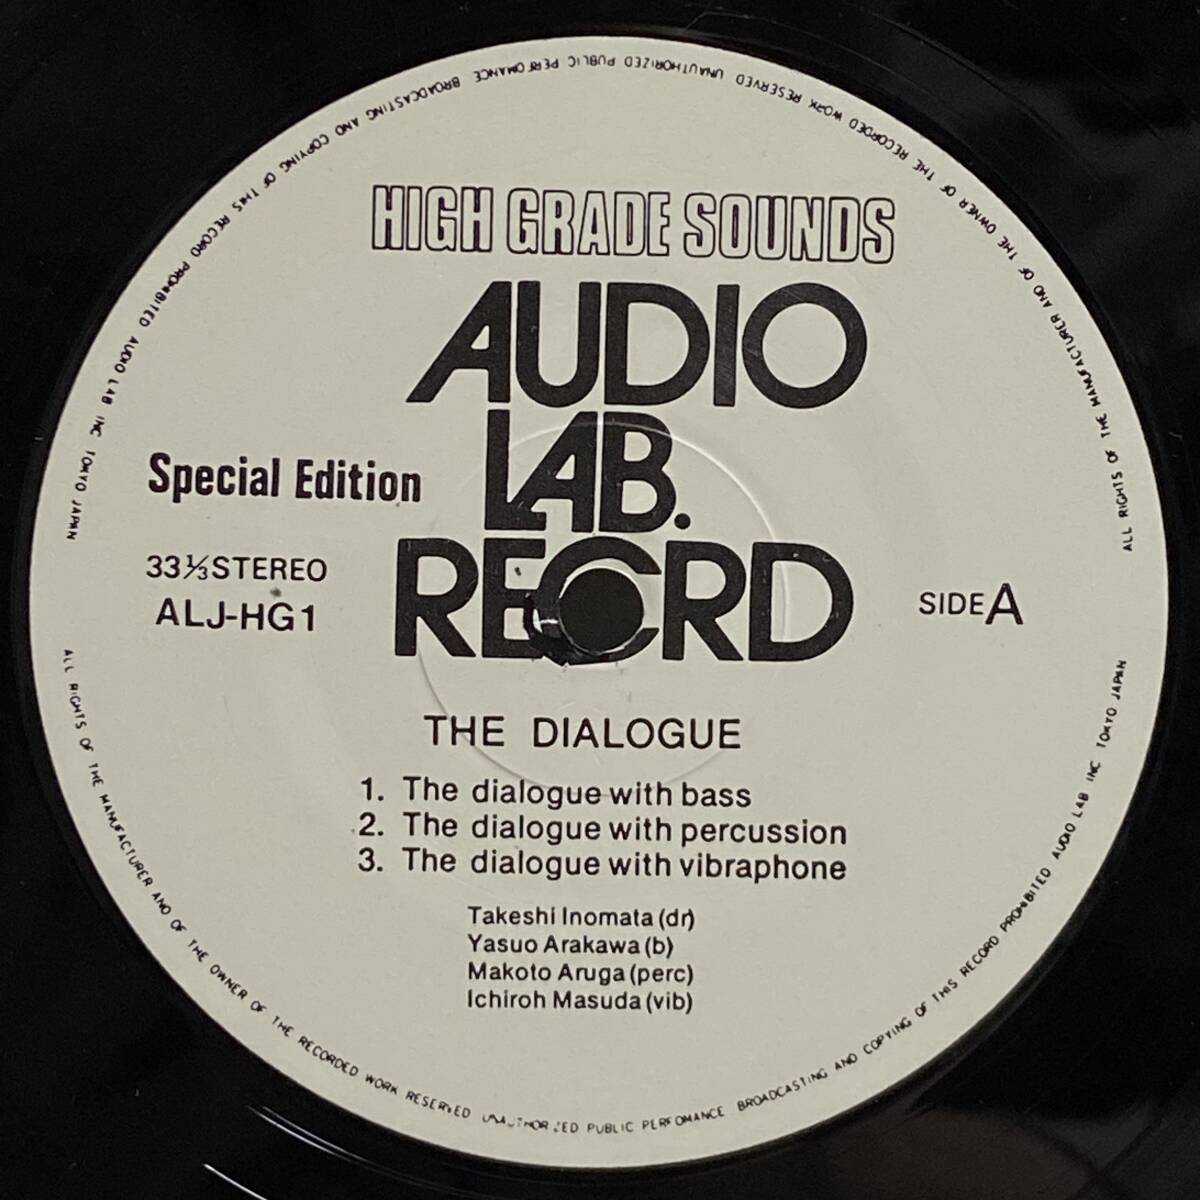 HIGH GRADE SOUNDS
AUDIO
LAB.
RECORD
Special Edition
33⅓STEREO
ALJ-HG1
SIDE A
THE DIALOGUE
1. The dialogue with bass
2. The dialogue with percussion
3. The dialogue with vibraphone
Takeshi Inomata (dr)
Yasuo Arakawa (b)
Makoto Aruga (perc)
Ichiroh Masuda (vib)
ALL RIGHTS OF THE MANUFACTURER AND OF THE OWNER OF THE RECORDED WORK RESERVED UNAUTHORIZED PUBLIC PERFOMANCE BROADCASTING AND COPYING OF THIS RECORD PROHIBITED AUDIO LAB INC TOKYO JAPAN
ALL RIGHTS OF THE MANUFACTURER AND OF THE OWNER OF THE RECORDED WORK RESERVED UNAUTHORIZED PUBLIC PERFOMANCE BROADCASTING AND COPYING OF THIS RECORD PROHIBITED AUDIO LAB INC TOKYO JAPAN